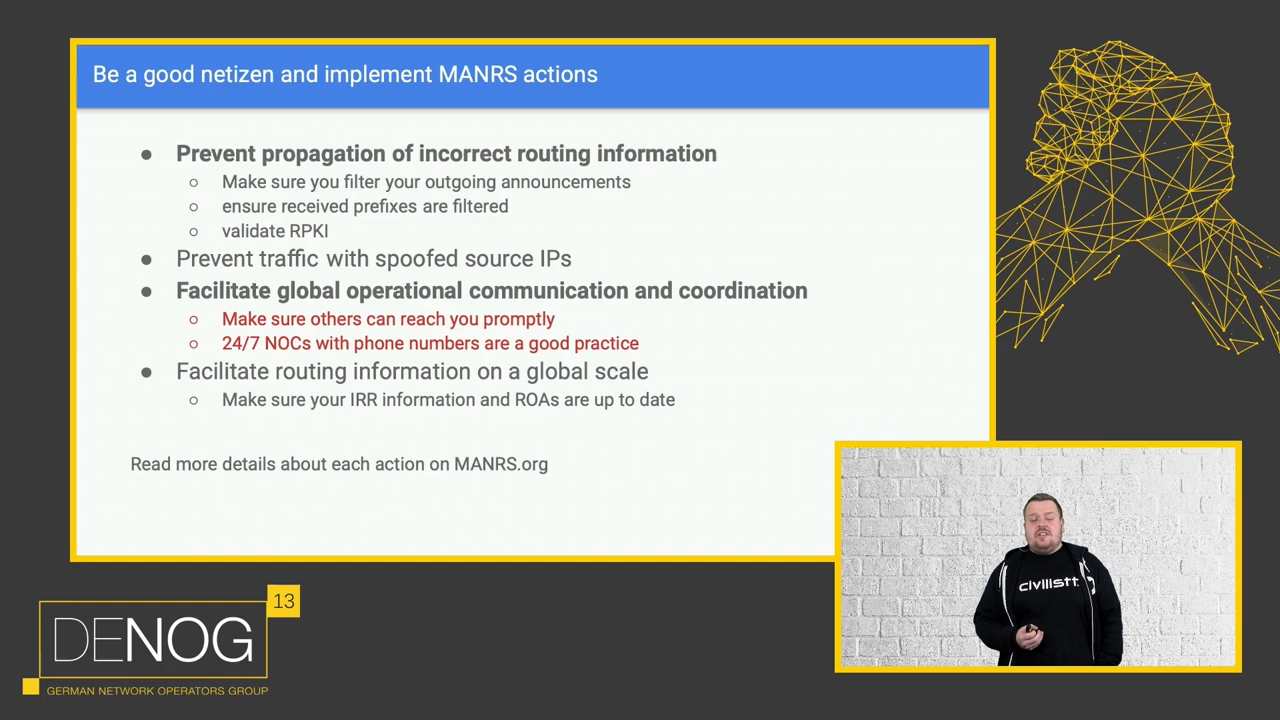 Be a good netizen and implement MANRS actions
Prevent propagation of incorrect routing information
Make sure you filter your outgoing announcements
ensure received prefixes are filtered
validate RPKI
Prevent traffic with spoofed source IPs
Facilitate global operational communication and coordination
Make sure others can reach you promptly
24/7 NOCs with phone numbers are a good practice
Facilitate routing information on a global scale
Make sure your IRR information and ROAs are up to date
Read more details about each action on MANRS.org
13
DENOG
GERMAN NETWORK OPERATORS GROUP